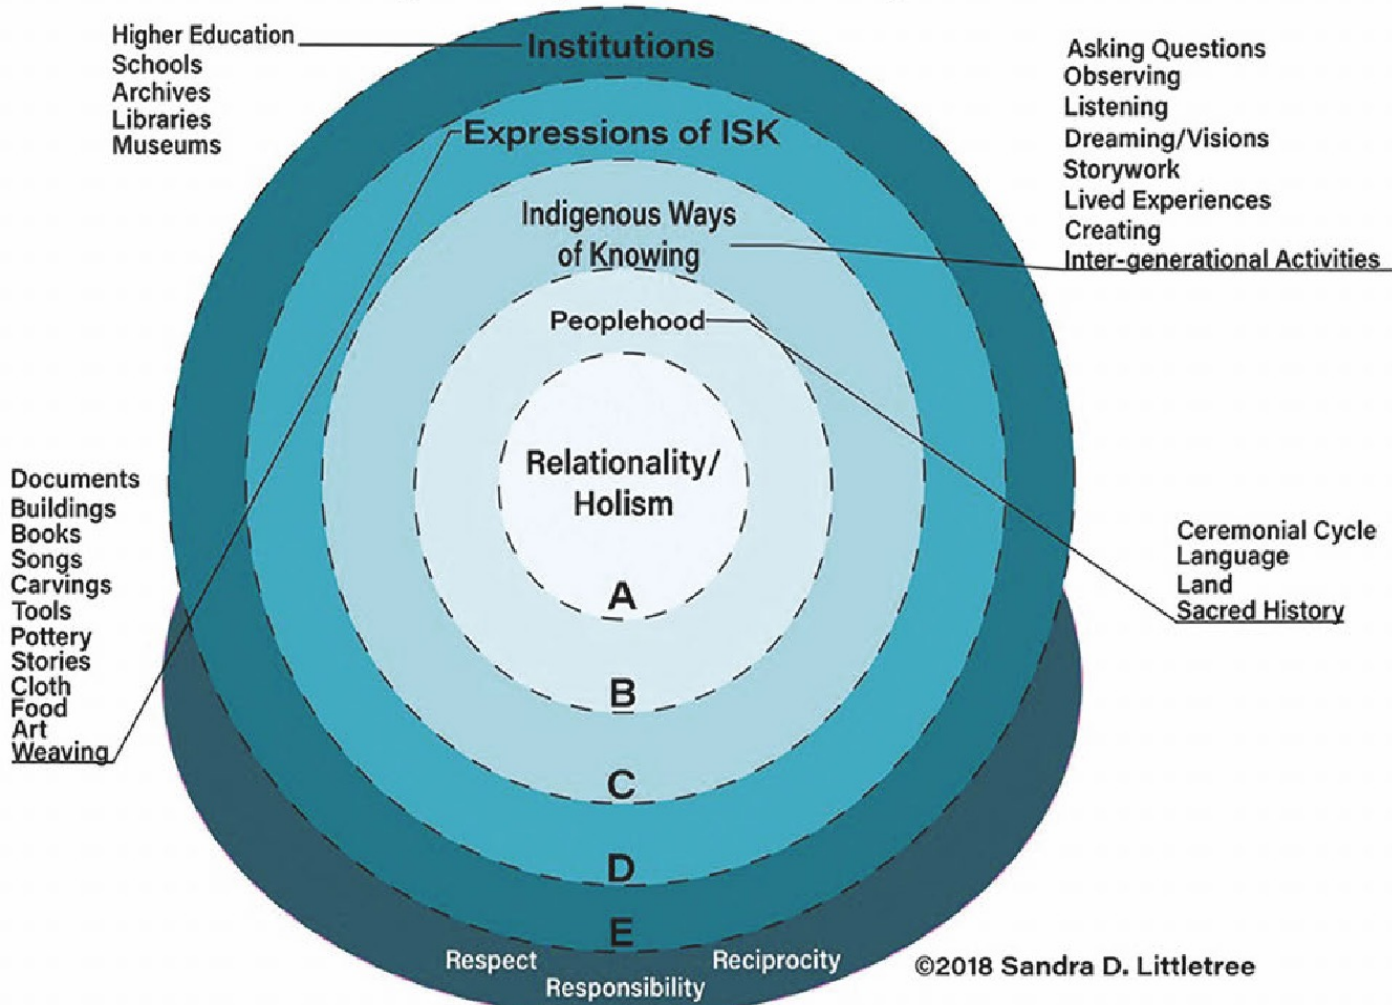 Higher Education
Schools
Archives
Libraries
Museums
Institutions
Expressions of ISK
Indigenous Ways
of Knowing
Peoplehood
Relationality/
Holism
A
B
C
D
E
Asking Questions
Observing
Listening
Dreaming/Visions
Storywork
Lived Experiences
Creating
Inter-generational Activities
Documents
Buildings
Books
Songs
Carvings
Tools
Pottery
Stories
Cloth
Food
Art
Weaving
Ceremonial Cycle
Language
Land
Sacred History
Respect
Responsibility
Reciprocity
©2018 Sandra D. Littletree